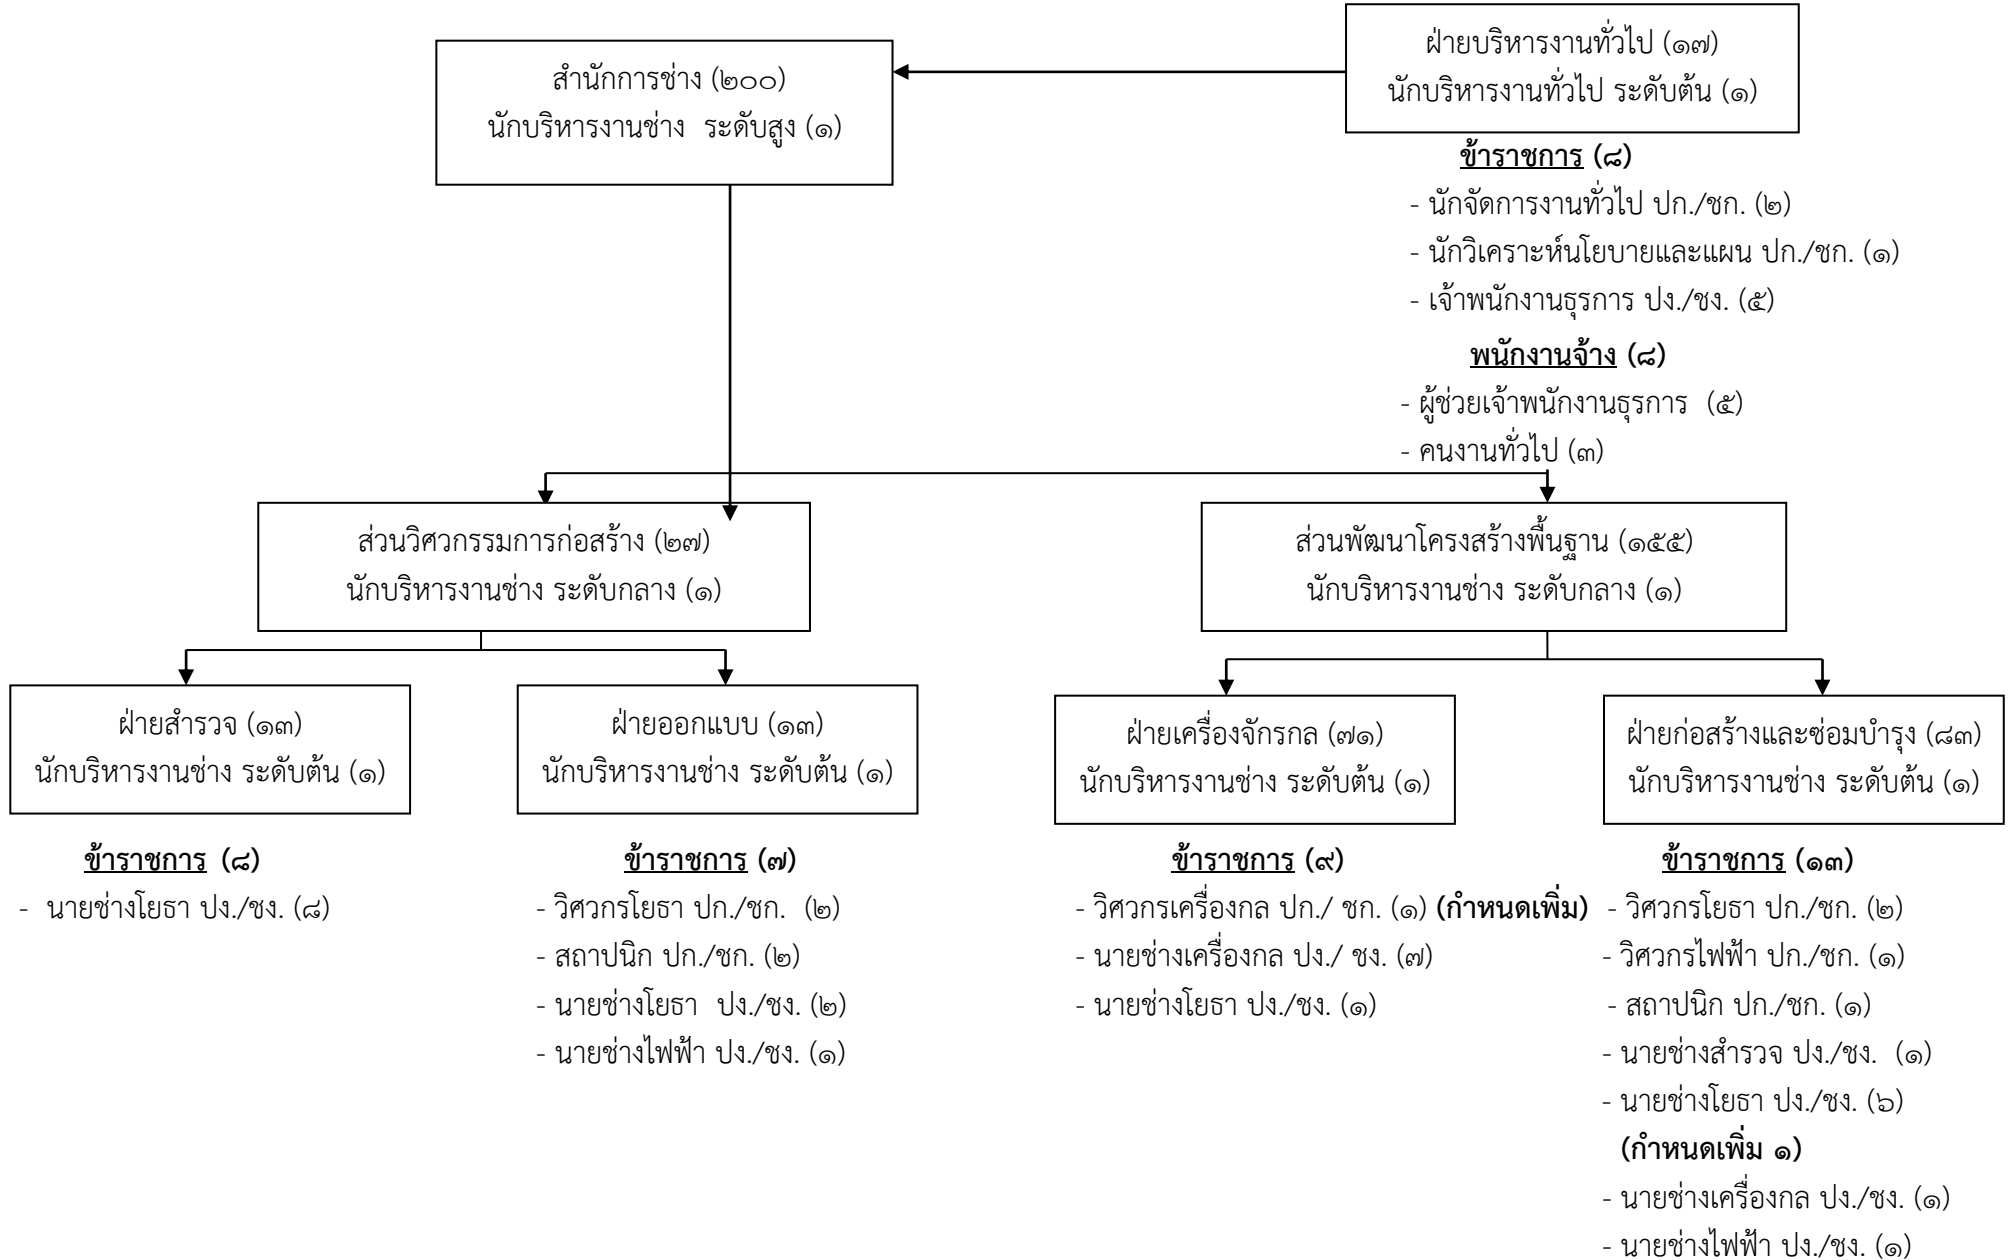 สำนักการช่าง (๒๐๐)
นักบริหารงานช่าง  ระดับสูง (๑)
ฝ่ายบริหารงานทั่วไป (๑๗)
นักบริหารงานทั่วไป ระดับต้น (๑)
ข้าราชการ (๘)
- นักจัดการงานทั่วไป ปก./ชก. (๒)
- นักวิเคราะห์นโยบายและแผน ปก./ชก. (๑)
- เจ้าพนักงานธุรการ ปง./ชง. (๕)
พนักงานจ้าง (๘)
- ผู้ช่วยเจ้าพนักงานธุรการ  (๕)
- คนงานทั่วไป (๓)
ส่วนวิศวกรรมการก่อสร้าง (๒๗)
นักบริหารงานช่าง ระดับกลาง (๑)
ส่วนพัฒนาโครงสร้างพื้นฐาน (๑๕๕)
นักบริหารงานช่าง ระดับกลาง (๑)
ฝ่ายสำรวจ (๑๓)
นักบริหารงานช่าง ระดับต้น (๑)
ข้าราชการ (๘)
- นายช่างโยธา ปง./ชง. (๘)
ฝ่ายออกแบบ (๑๓)
นักบริหารงานช่าง ระดับต้น (๑)
ข้าราชการ (๗)
- วิศวกรโยธา ปก./ชก.  (๒)
- สถาปนิก ปก./ชก. (๒)
- นายช่างโยธา  ปง./ชง. (๒)
- นายช่างไฟฟ้า ปง./ชง. (๑)
ฝ่ายเครื่องจักรกล (๗๑)
นักบริหารงานช่าง ระดับต้น (๑)
ข้าราชการ (๙)
- วิศวกรเครื่องกล ปก./ ชก. (๑) (กำหนดเพิ่ม)
- นายช่างเครื่องกล ปง./ ชง. (๗)
- นายช่างโยธา ปง./ชง. (๑)
ฝ่ายก่อสร้างและซ่อมบำรุง (๘๓)
นักบริหารงานช่าง ระดับต้น (๑)
ข้าราชการ (๑๓)
- วิศวกรโยธา ปก./ชก. (๒)
- วิศวกรไฟฟ้า ปก./ชก. (๑)
- สถาปนิก ปก./ชก. (๑)
- นายช่างสำรวจ ปง./ชง.  (๑)
- นายช่างโยธา ปง./ชง. (๖)
(กำหนดเพิ่ม ๑)
- นายช่างเครื่องกล ปง./ชง. (๑)
- นายช่างไฟฟ้า ปง./ชง. (๑)